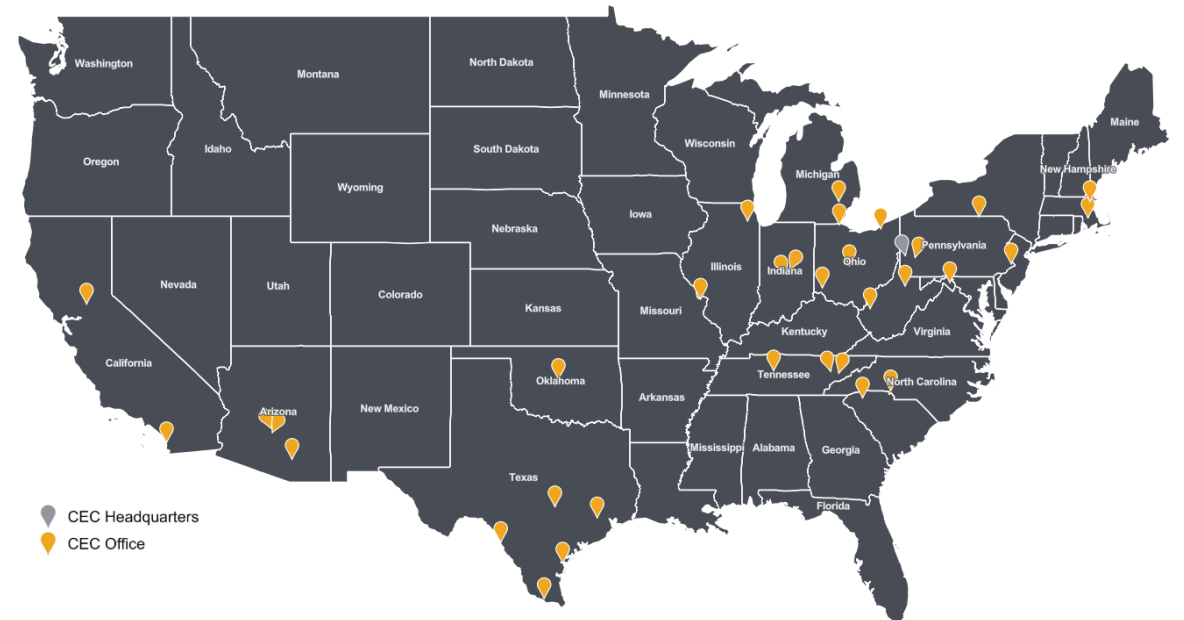 Washington
Montana
North Dakota
Minnesota
Maine
Oregon
Idaho
South Dakota
Wisconsin
Michigan
New Hampshire
Wyoming
Iowa
Nebraska
Nevada
Utah
Colorado
Kansas
Missouri
Illinois
Indiana
Ohio
Pennsylvania
California
Kentucky
Virginia
Arizona
New Mexico
Oklahoma
Arkansas
Tennessee
North Carolina
Mississippi
Alabama
Georgia
Texas
Florida
CEC Headquarters
CEC Office